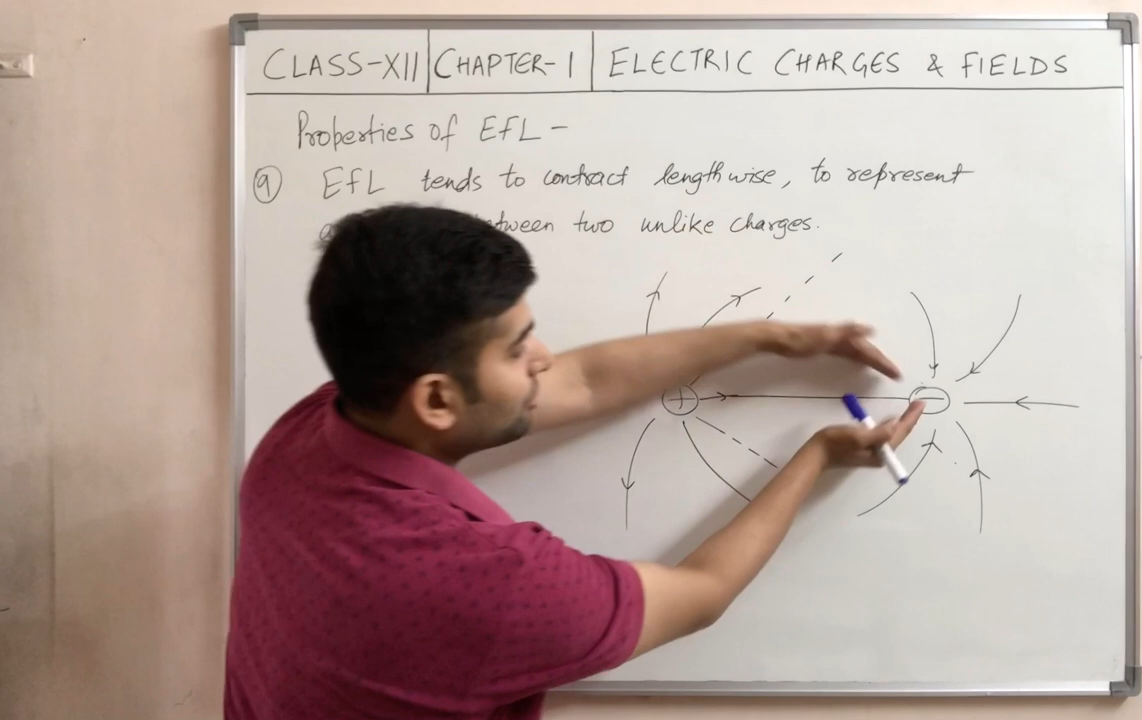 CLASS-XII CHAPTER-1 ELECTRIC CHARGES & FIELDS
Properties of EFL -
9 EFL tends to contract lengthwise, to represent
two unlike charges.
+
-